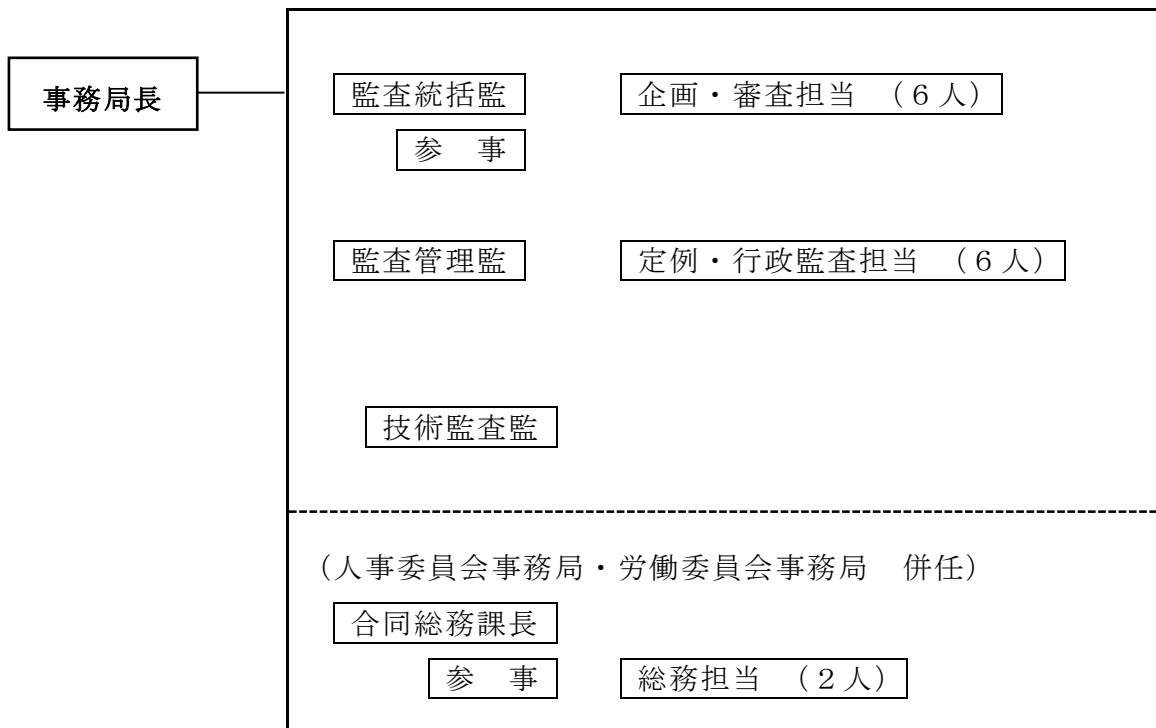 事務局長
監査統括監　企画・審査担当　（６人）
参　事
監査管理監　定例・行政監査担当　（６人）
技術監査監
（人事委員会事務局・労働委員会事務局　併任）
合同総務課長
参　事　総務担当　（２人）